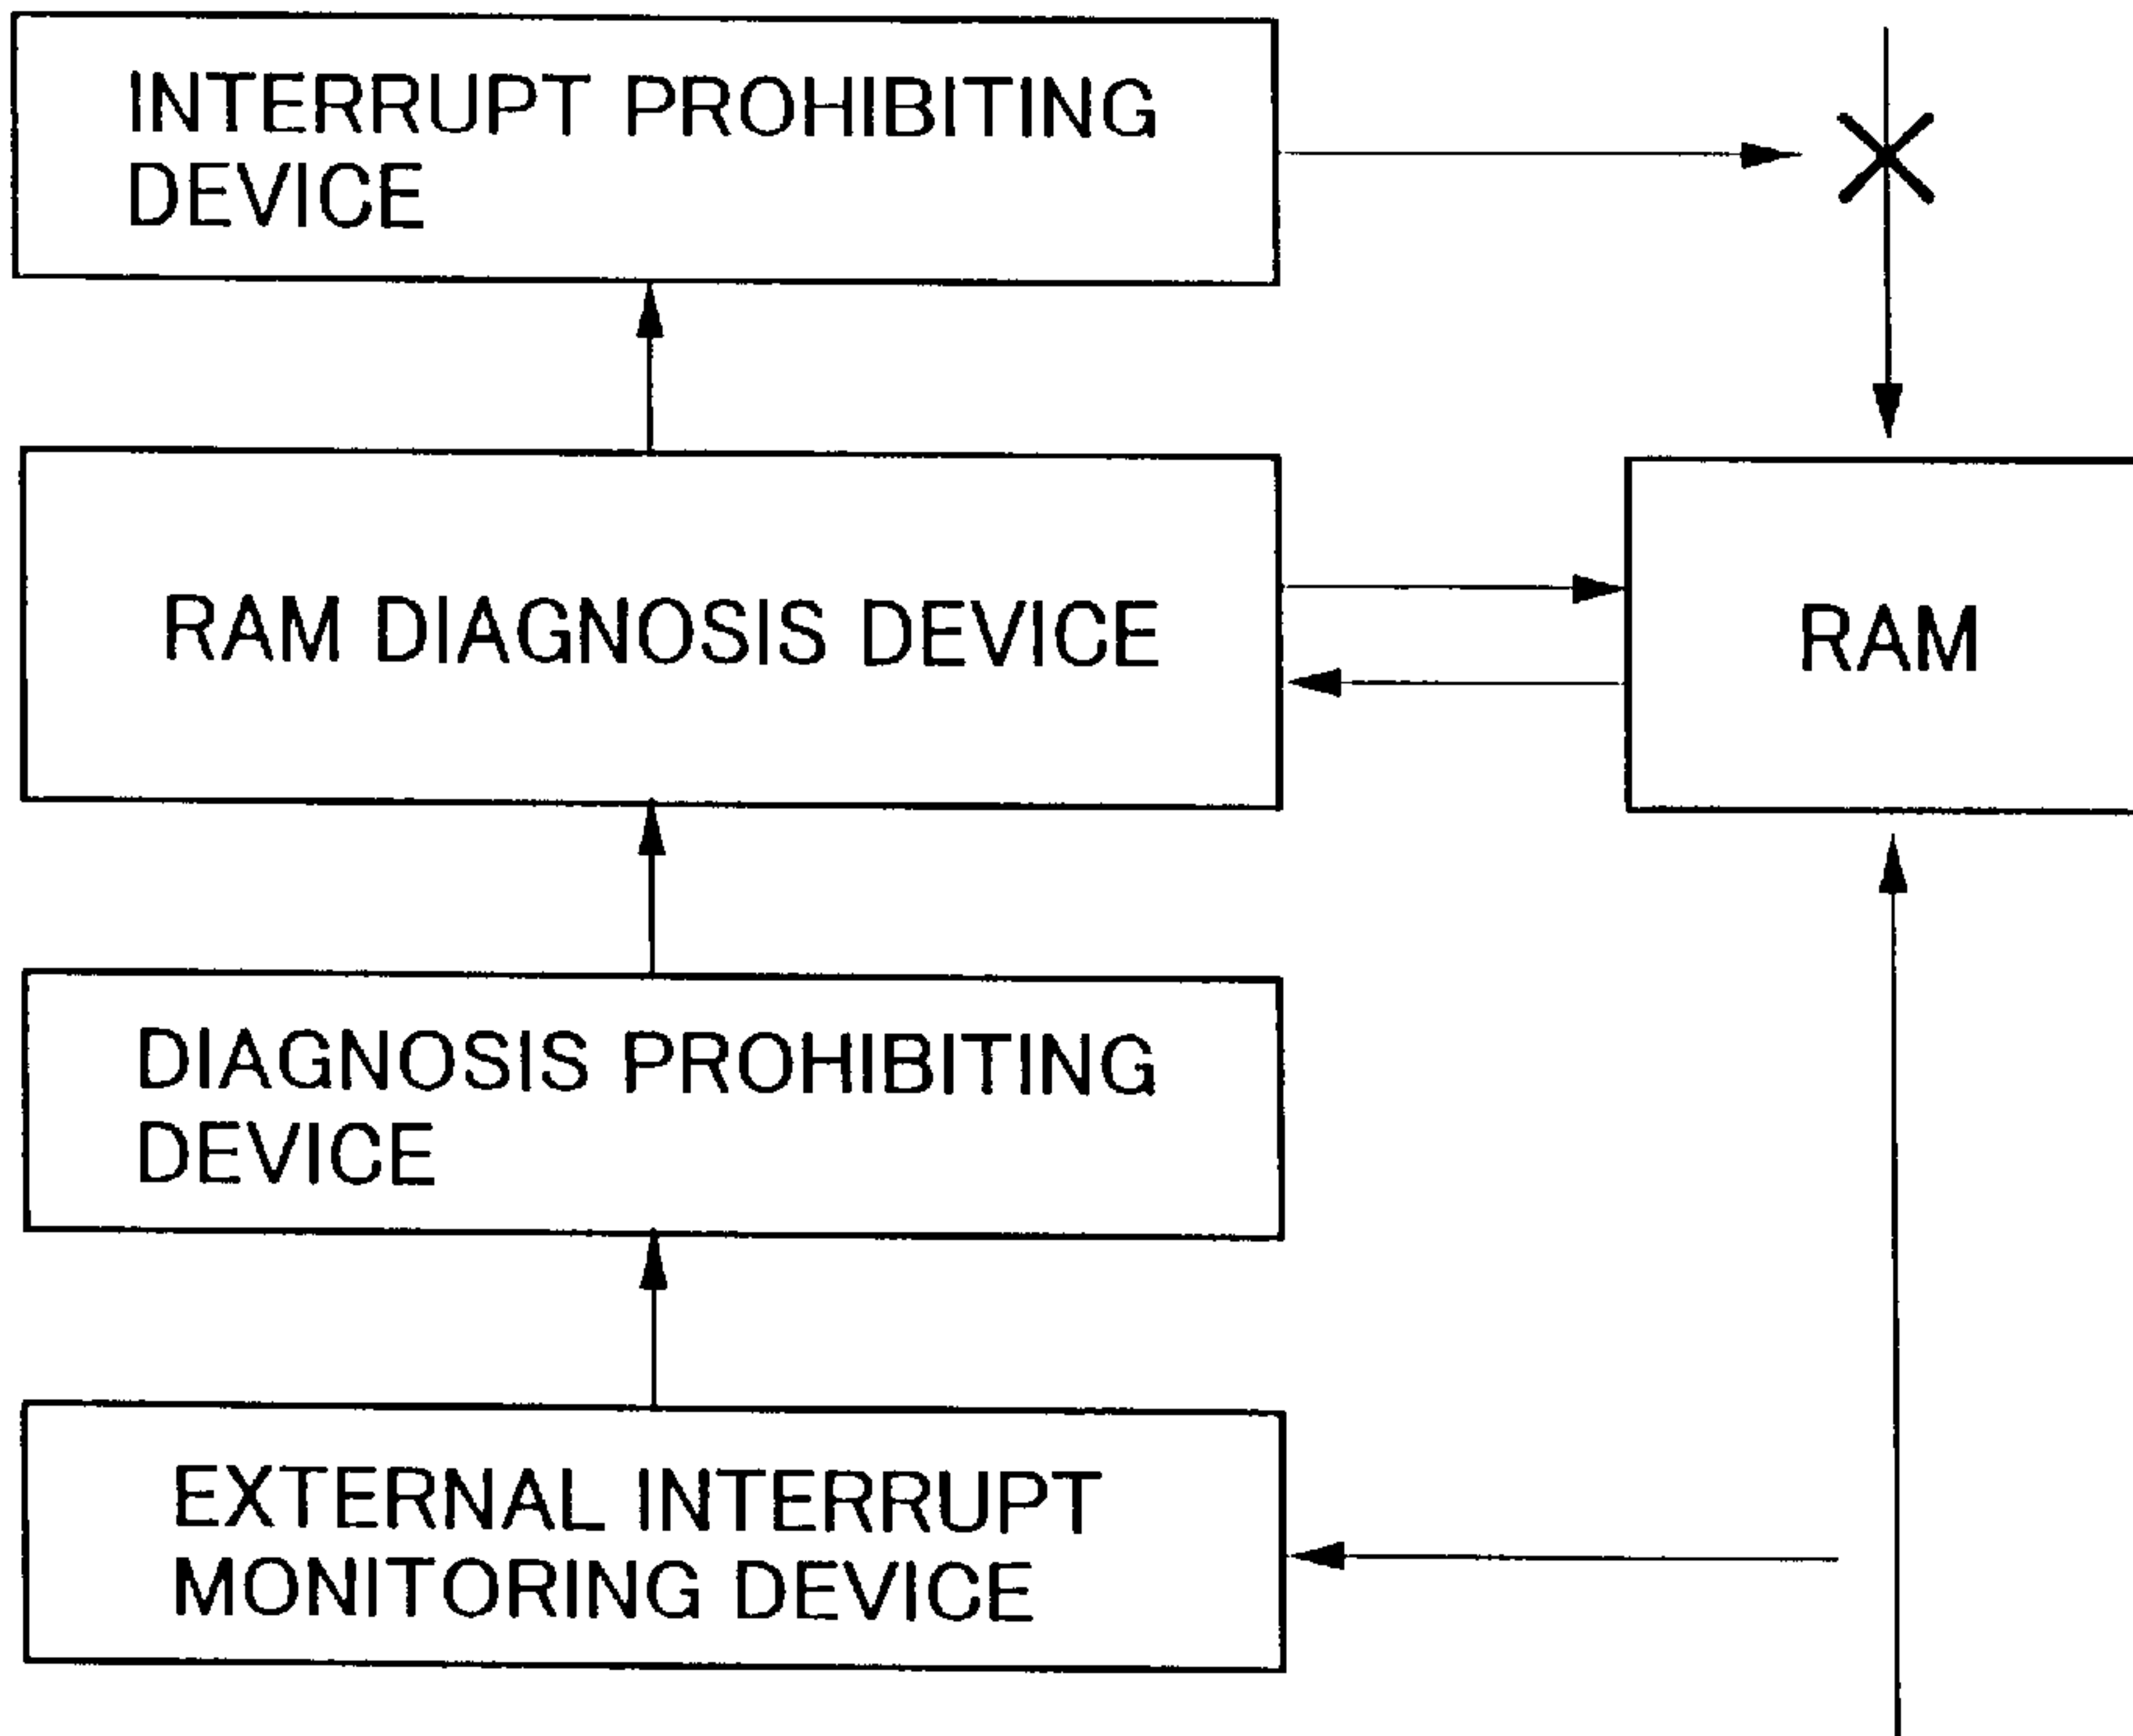 INTERRUPT PROHIBITING
DEVICE
RAM DIAGNOSIS DEVICE
RAM
DIAGNOSIS PROHIBITING
DEVICE
EXTERNAL INTERRUPT
MONITORING DEVICE